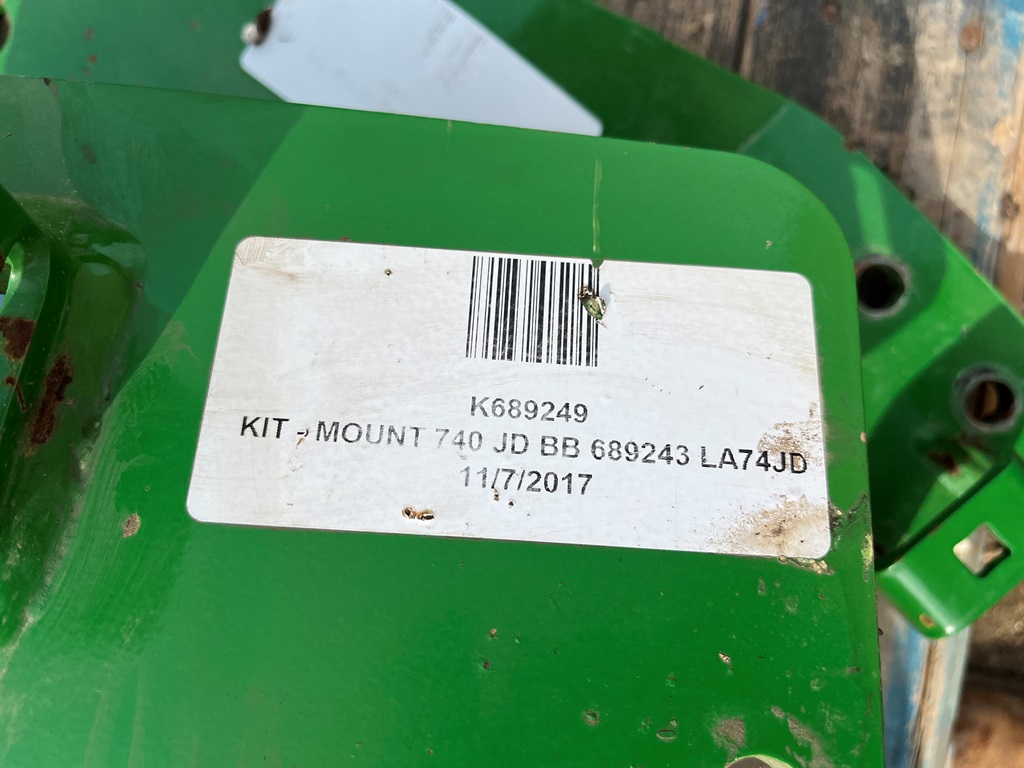 K689249
KIT - MOUNT 740 JD BB 689243 LA74JD
11/7/2017